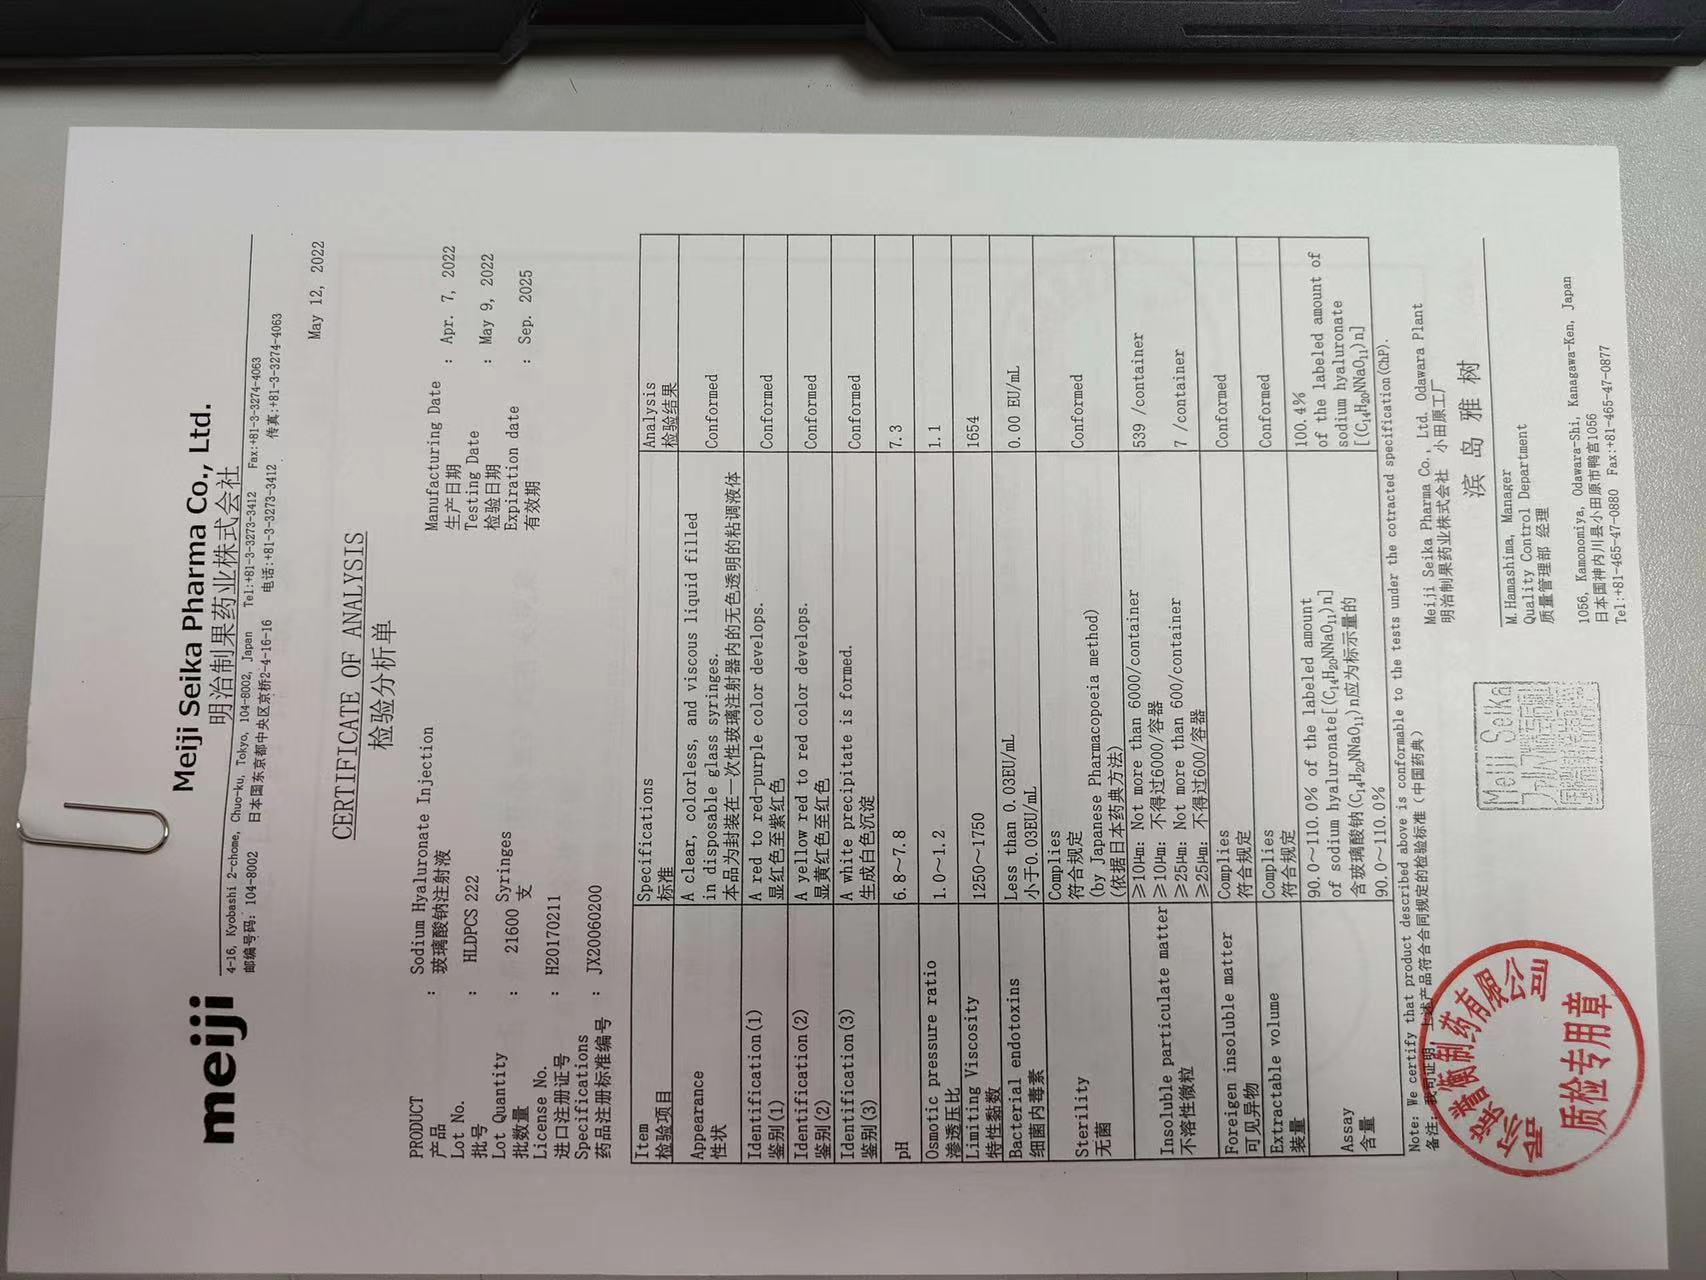 meiji
Meiji Seika Pharma Co., Ltd.
明治制果药业株式会社
4-16, Kyobashi 2-chome, Chuo-ku, Tokyo, 104-8002, Japan Tel:+81-3-3273-3412 Fax:+81-3-3274-4063
邮编号码: 104-8002 日本国东京都中央区京桥2-4-16-16 电话:+81-3-3273-3412 传真:+81-3-3274-4063
May 12, 2022
CERTIFICATE OF ANALYSIS
检验分析单
PRODUCT : Sodium Hyaluronate Injection
产品 玻璃酸钠注射液
Lot No. : HLDPCS 222
批号
Lot Quantity : 21600 Syringes
批数量 支
License No. : H20170211
进口注册证号
Specifications : JX20060200
药品注册标准编号
Manufacturing Date : Apr. 7, 2022
生产日期
Testing Date : May 9, 2022
检验日期
Expiration date : Sep. 2025
有效期
Item Specifications Analysis
检验项目 标准 检验结果
Appearance A clear, colorless, and viscous liquid filled Conformed
性状 in disposable glass syringes.
本品为封装在一次性玻璃注射器内的无色透明的粘调液体
Identification(1) A red to red-purple color develops. Conformed
鉴别(1) 显红色至紫红色
Identification(2) A yellow red to red color develops. Conformed
鉴别(2) 显黄红色至红色
Identification(3) A white precipitate is formed. Conformed
鉴别(3) 生成白色沉淀
pH 6.8～7.8 7.3
Osmotic pressure ratio 1.0～1.2 1.1
渗透压比
Limiting Viscosity 1250～1750 1654
特性黏数
Bacterial endotoxins Less than 0.03EU/mL 0.00 EU/mL
细菌内毒素 小于0.03EU/mL
Sterility Complies Conformed
无菌 符合规定
(by Japanese Pharmacopoeia method)
(依据日本药典方法)
Insoluble particulate matter ≥10μm: Not more than 6000/container 539 /container
不溶性微粒 ≥10μm: 不得过6000/容器
≥25μm: Not more than 600/container 7 /container
≥25μm: 不得过600/容器
Foreigen insoluble matter Complies Conformed
可见异物 符合规定
Extractable volume Complies Conformed
装量 符合规定
Assay 90.0～110.0% of the labeled amount 100.4%
含量 of sodium hyaluronate[(C14H20NNaO11)n] of the labeled amount of
含玻璃酸钠(C14H20NNaO11)n应为标示量的 sodium hyaluronate
90.0～110.0% [(C14H20NNaO11)n]
Note: We certify that product described above is conformable to the tests under the cotracted specification(ChP).
备注: 我司证明, 上述产品符合合同规定的检验标准(中国药典)
Meiji Seika Pharma Co., Ltd. Odawara Plant
明治制果药业株式会社 小田原工厂
滨岛雅树
M.Hamashima, Manager
Quality Control Department
质量管理部 经理
1056, Kamonomiya, Odawara-Shi, Kanagawa-Ken, Japan
日本国神内川县小田原市鸭宫1056
Tel:+81-465-47-0880 Fax:+81-465-47-0877
Meiji Seika
制药有限公司
质检专用章